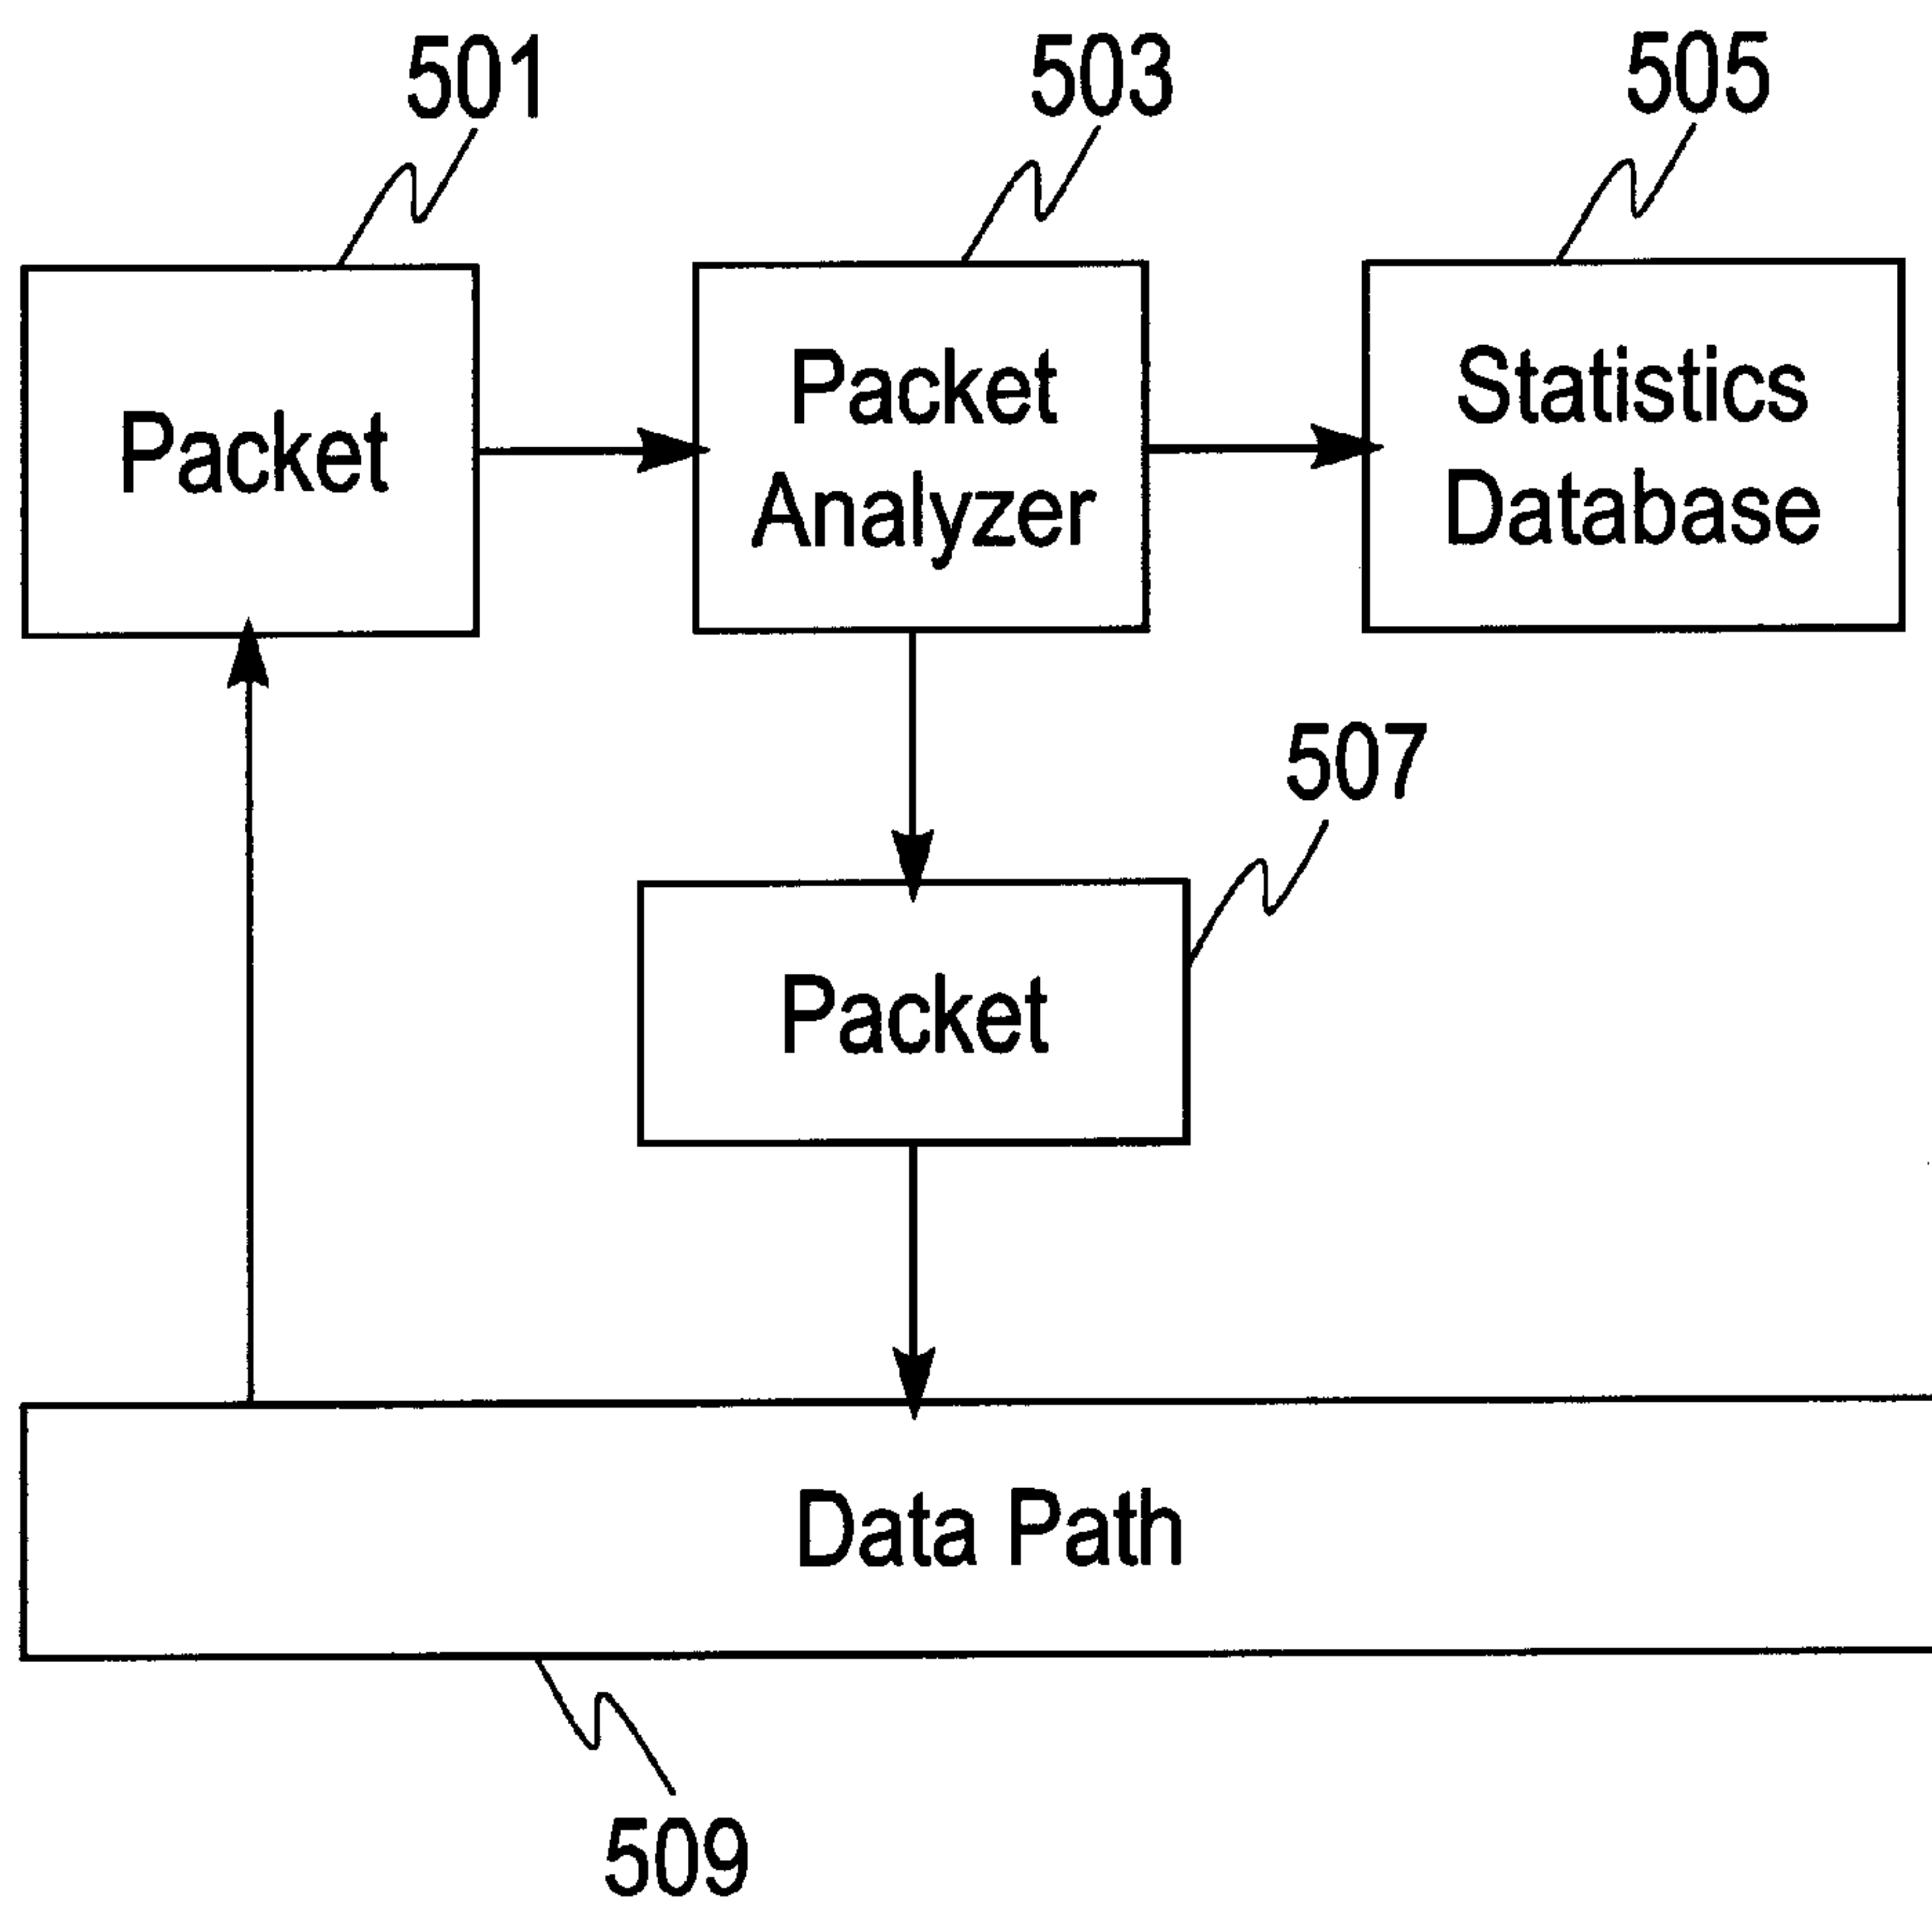 501
503
505
Packet
Packet
Analyzer
Statistics
Database
507
Packet
Data Path
509